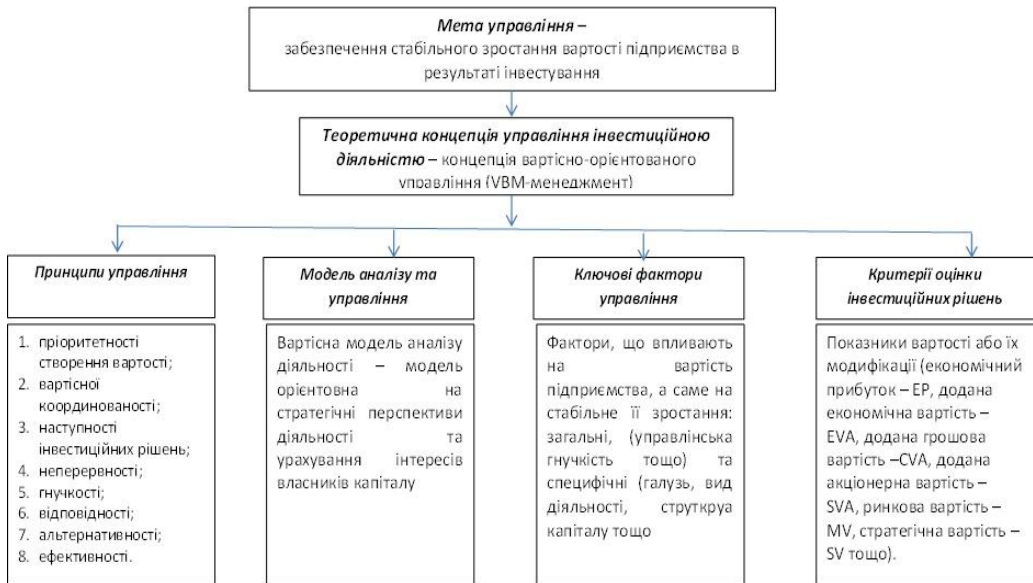 Мета управління –
забезпечення стабільного зростання вартості підприємства в
результаті інвестування
Теоретична концепція управління інвестиційною
діяльністю – концепція вартісно-орієнтованого
управління (VBM-менеджмент)
Принципи управління
1. пріоритетності
створення вартості;
2. вартісної
координованості;
3. наступності
інвестиційних рішень;
4. неперервності;
5. гнучкості;
6. відповідності;
7. альтернативності;
8. ефективності.
Модель аналізу та
управління
Вартісна модель аналізу
діяльності – модель
орієнтовна на
стратегічні перспективи
діяльності та
урахування інтересів
власників капіталу
Ключові фактори
управління
Фактори, що впливають
на вартість
підприємства, а саме на
стабільне її зростання:
загальні, (управлінська
гнучкість тощо) та
специфічні (галузь, вид
діяльності, струткруа
капіталу тощо
Критерії оцінки
інвестиційних рішень
Показники вартості або їх
модифікації (економічний
прибуток – EP, додана
економічна вартість –
EVA, додана грошова
вартість –CVA, додана
акціонерна вартість –
SVA, ринкова вартість –
MV, стратегічна вартість –
SV тощо).